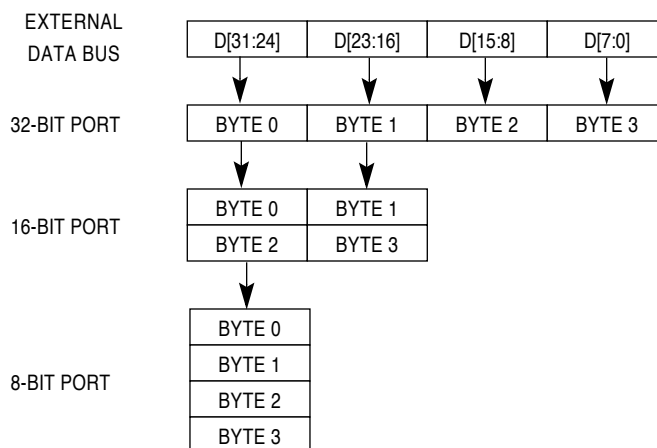 EXTERNAL
DATA BUS
D[31:24] D[23:16] D[15:8] D[7:0]
32-BIT PORT BYTE 0 BYTE 1 BYTE 2 BYTE 3
16-BIT PORT
BYTE 0 BYTE 1
BYTE 2 BYTE 3
8-BIT PORT
BYTE 0
BYTE 1
BYTE 2
BYTE 3